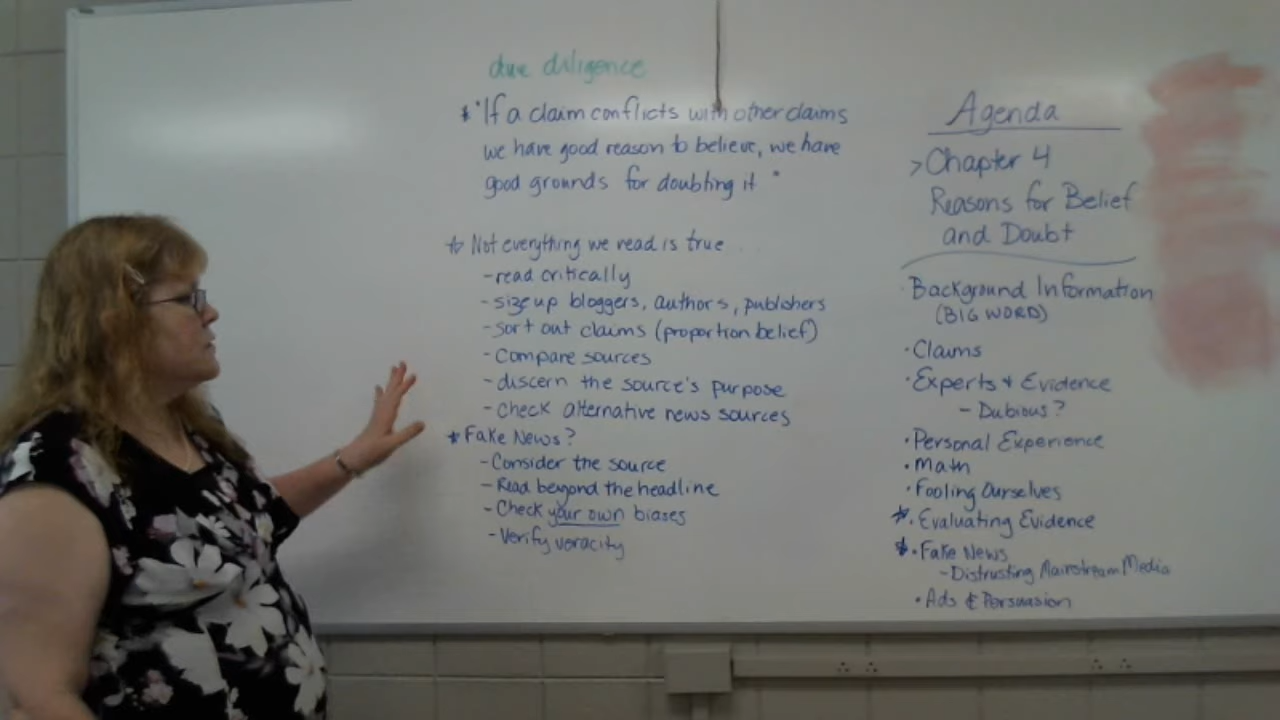 due diligence
* "If a claim conflicts with other claims
we have good reason to believe, we have
good grounds for doubting it "
☆ Not everything we read is true
- read critically
- size up bloggers, authors, publishers
- sort out claims (proportion belief)
- Compare sources
- discern the source's purpose
- check alternative news sources
* Fake News?
- Consider the source
- Read beyond the headline
- Check your own biases
- Verify veracity
Agenda
> Chapter 4
Reasons for Belief
and Doubt
· Background Information
(BIG WORD)
· Claims
· Experts & Evidence
- Dubious?
· Personal Experience
· Math
· Fooling Ourselves
* · Evaluating Evidence
* · Fake News
- Distrusting Mainstream Media
· Ads & Persuasion